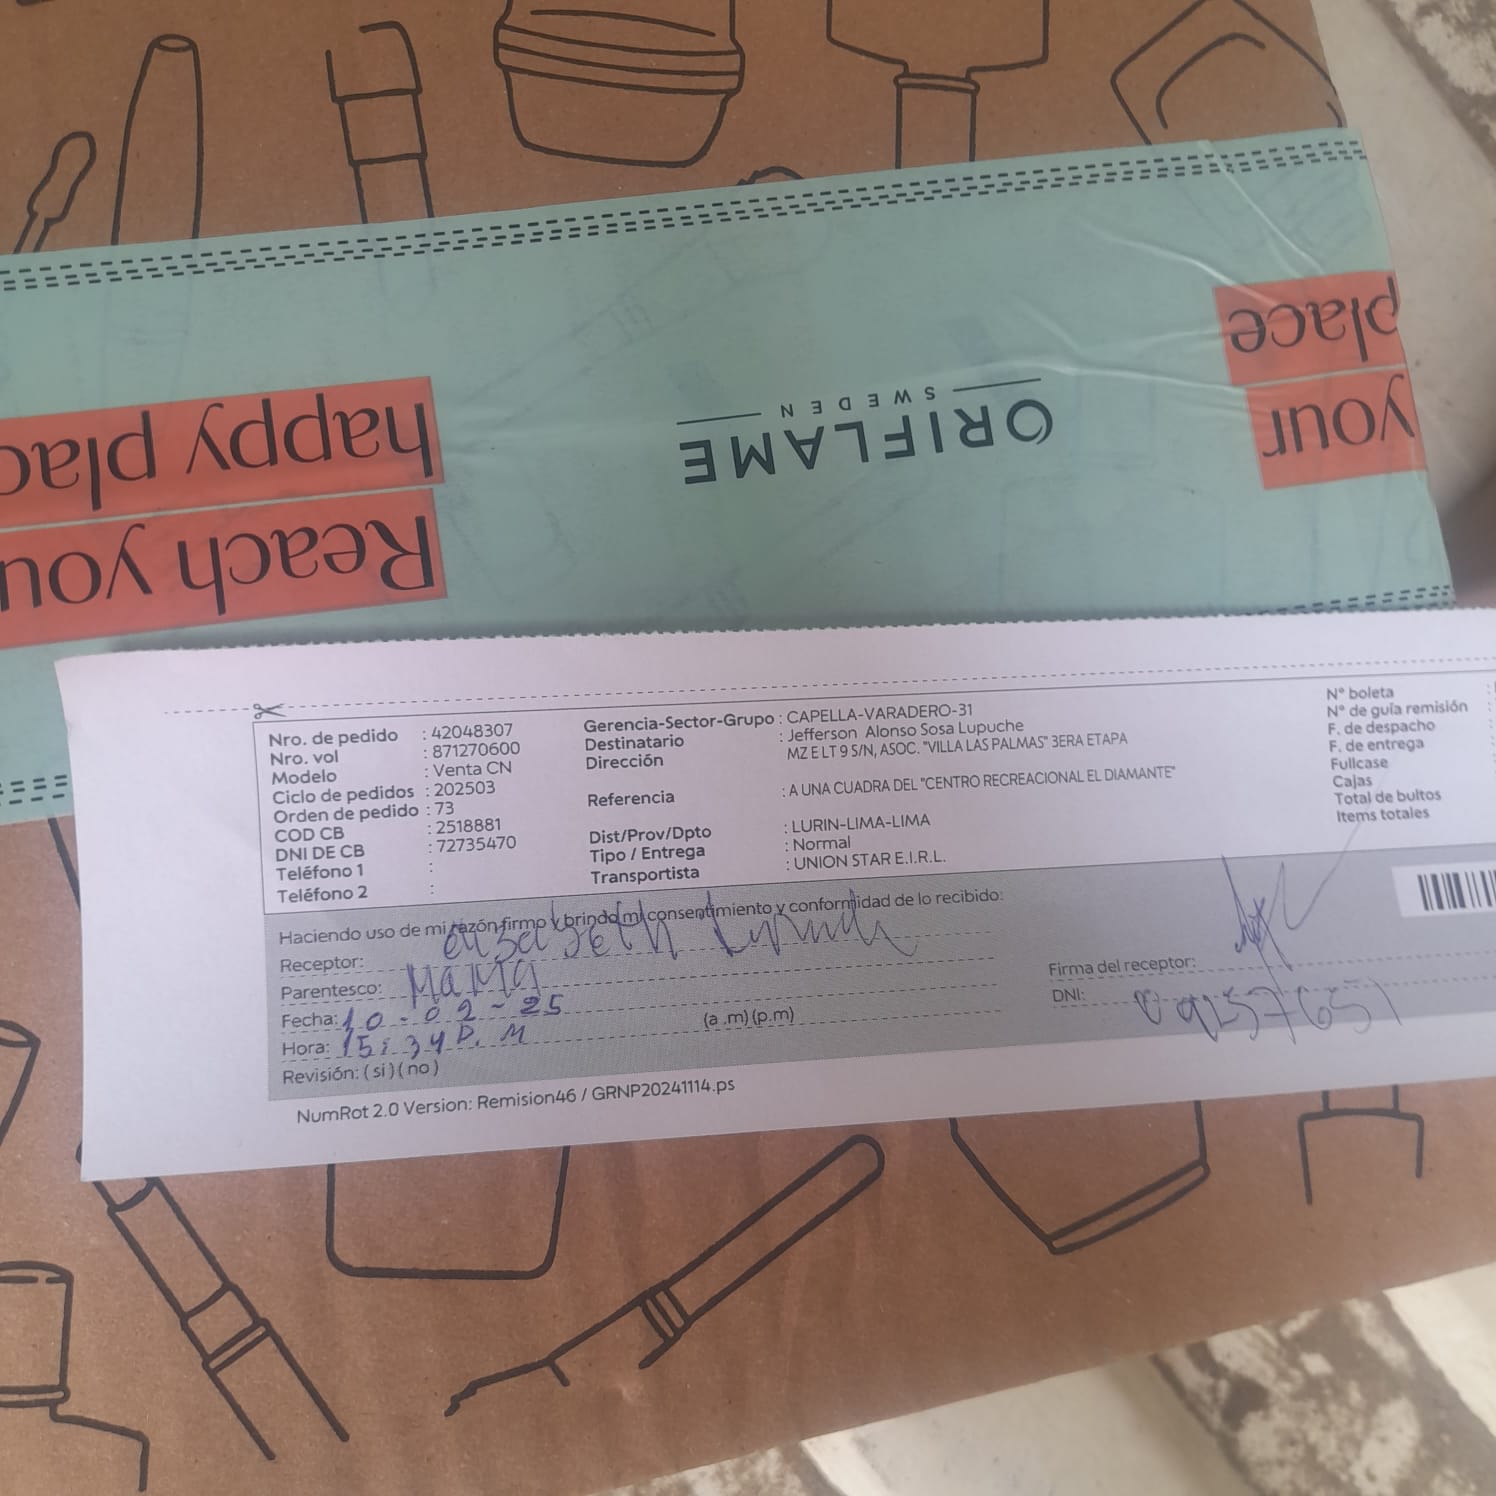 place
your
ORIFLAME
SWEDEN
happy plac
Reach you
Nro. de pedido : 42048307
Nro. vol : 871270600
Modelo : Venta CN
Ciclo de pedidos : 202503
Orden de pedido : 73
COD CB : 2518881
DNI DE CB : 72735470
Teléfono 1 :
Teléfono 2 :
Gerencia-Sector-Grupo : CAPELLA-VARADERO-31
Destinatario : Jefferson Alonso Sosa Lupuche
Dirección MZ E LT 9 S/N, ASOC. "VILLA LAS PALMAS" 3ERA ETAPA
Referencia : A UNA CUADRA DEL "CENTRO RECREACIONAL EL DIAMANTE"
Dist/Prov/Dpto : LURIN-LIMA-LIMA
Tipo / Entrega : Normal
Transportista : UNION STAR E.I.R.L.
N° boleta
N° de guía remisión
F. de despacho
F. de entrega
Fullcase
Cajas
Total de bultos
Items totales
Haciendo uso de mi razón firmo y brindo mi consentimiento y conformidad de lo recibido:
Receptor:
Parentesco: MaMa
Fecha: 10-02-25
Hora: 15:34 P.M (a.m)(p.m)
Revisión: (si)(no)
Firma del receptor:
DNI: 09257651
NumRot 2.0 Version: Remision46 / GRNP20241114.ps